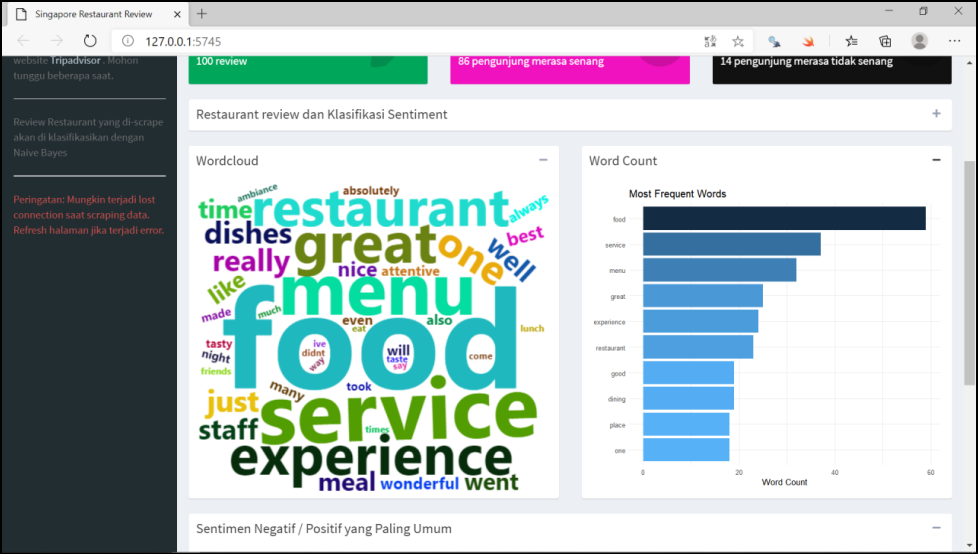 Singapore Restaurant Review
127.0.0.1:5745
website Tripadvisor . Mohon
tunggu beberapa saat.
Review Restaurant yang di-scrape
akan di klasifikasikan dengan
Naive Bayes
Peringatan: Mungkin terjadi lost
connection saat scraping data.
Refresh halaman jika terjadi error.
100 review
86 pengunjung merasa senang
14 pengunjung merasa tidak senang
Restaurant review dan Klasifikasi Sentiment
Wordcloud
ambiance
absolutely
time
restaurant
always
dishes
great
one
well
best
really
nice
attentive
like
menu
made
much
even
also
eat
lunch
food
tasty
night
friends
ive
didnt
way
will
taste
say
come
many
took
just
service
staff
times
experience
meal
wonderful
went
Word Count
Most Frequent Words
food
service
menu
great
experience
restaurant
good
dining
place
one
0 20 40 60
Word Count
Sentimen Negatif / Positif yang Paling Umum